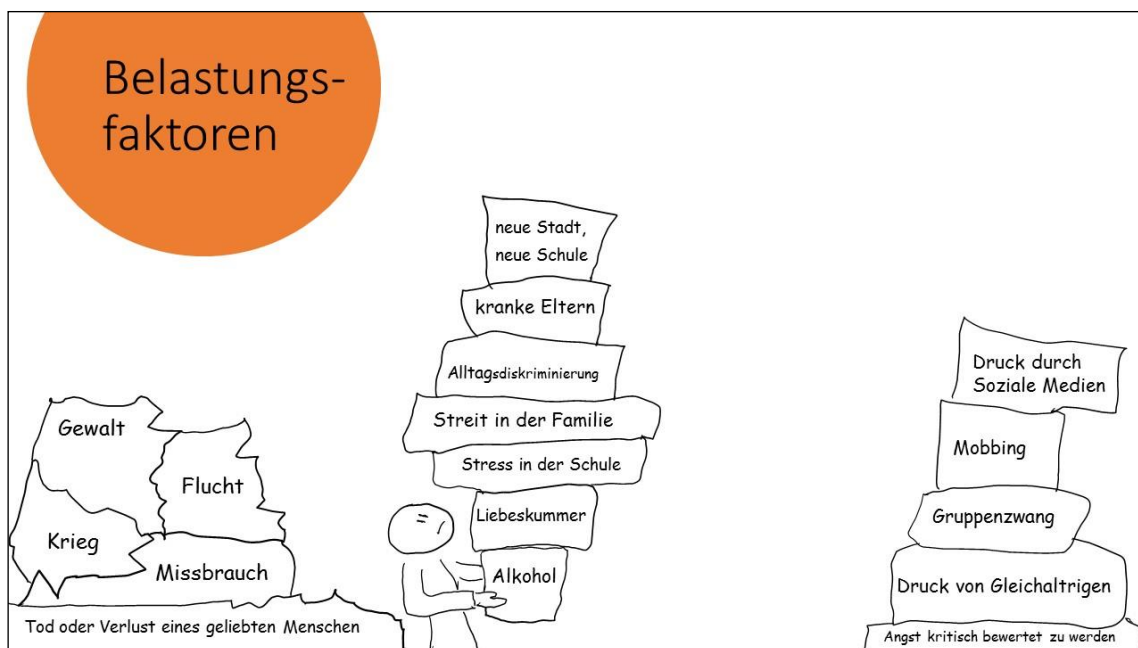 Belastungs-
faktoren
Gewalt
Flucht
Krieg
Missbrauch
Tod oder Verlust eines geliebten Menschen
neue Stadt,
neue Schule
kranke Eltern
Alltagsdiskriminierung
Streit in der Familie
Stress in der Schule
Liebeskummer
Alkohol
Druck durch
Soziale Medien
Mobbing
Gruppenzwang
Druck von Gleichaltrigen
Angst kritisch bewertet zu werden